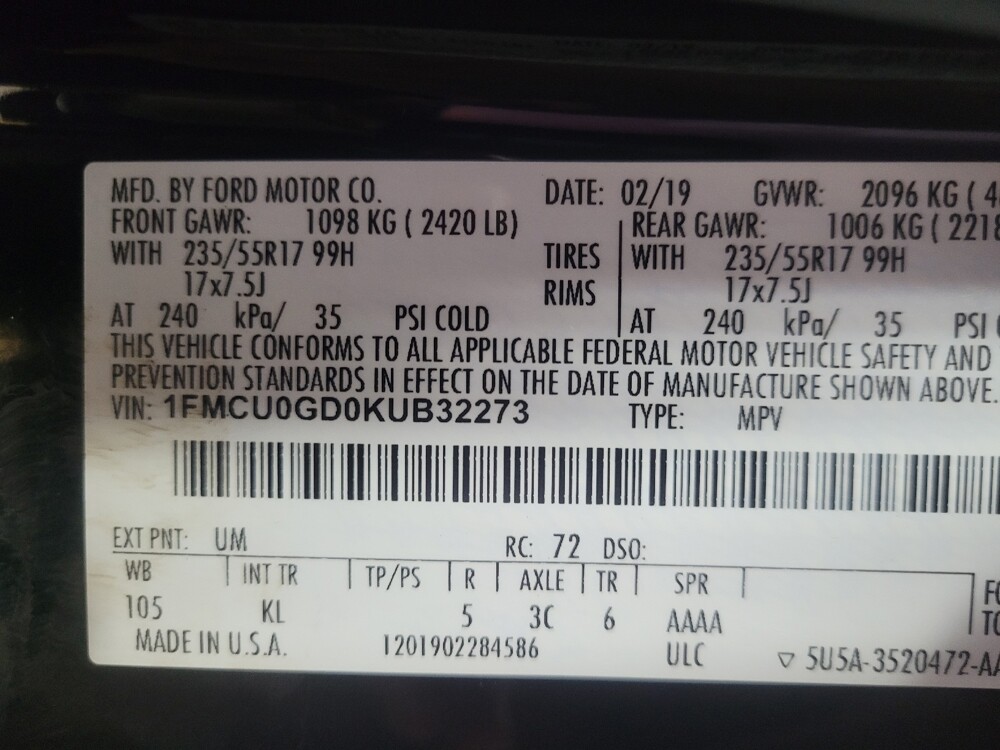 MFD. BY FORD MOTOR CO. DATE: 02/19 GVWR: 2096 KG ( 4
FRONT GAWR: 1098 KG ( 2420 LB) REAR GAWR: 1006 KG ( 2218
WITH 235/55R17 99H TIRES WITH 235/55R17 99H
17x7.5J RIMS 17x7.5J
AT 240 kPa/ 35 PSI COLD AT 240 kPa/ 35 PSI
THIS VEHICLE CONFORMS TO ALL APPLICABLE FEDERAL MOTOR VEHICLE SAFETY AND
PREVENTION STANDARDS IN EFFECT ON THE DATE OF MANUFACTURE SHOWN ABOVE.
VIN: 1FMCU0GD0KUB32273 TYPE: MPV
EXT PNT: UM RC: 72 DSO:
WB INT TR TP/PS R AXLE TR SPR
105 KL 5 3C 6 AAAA
MADE IN U.S.A. 1201902284586 ULC ▽ 5U5A-3520472-AA